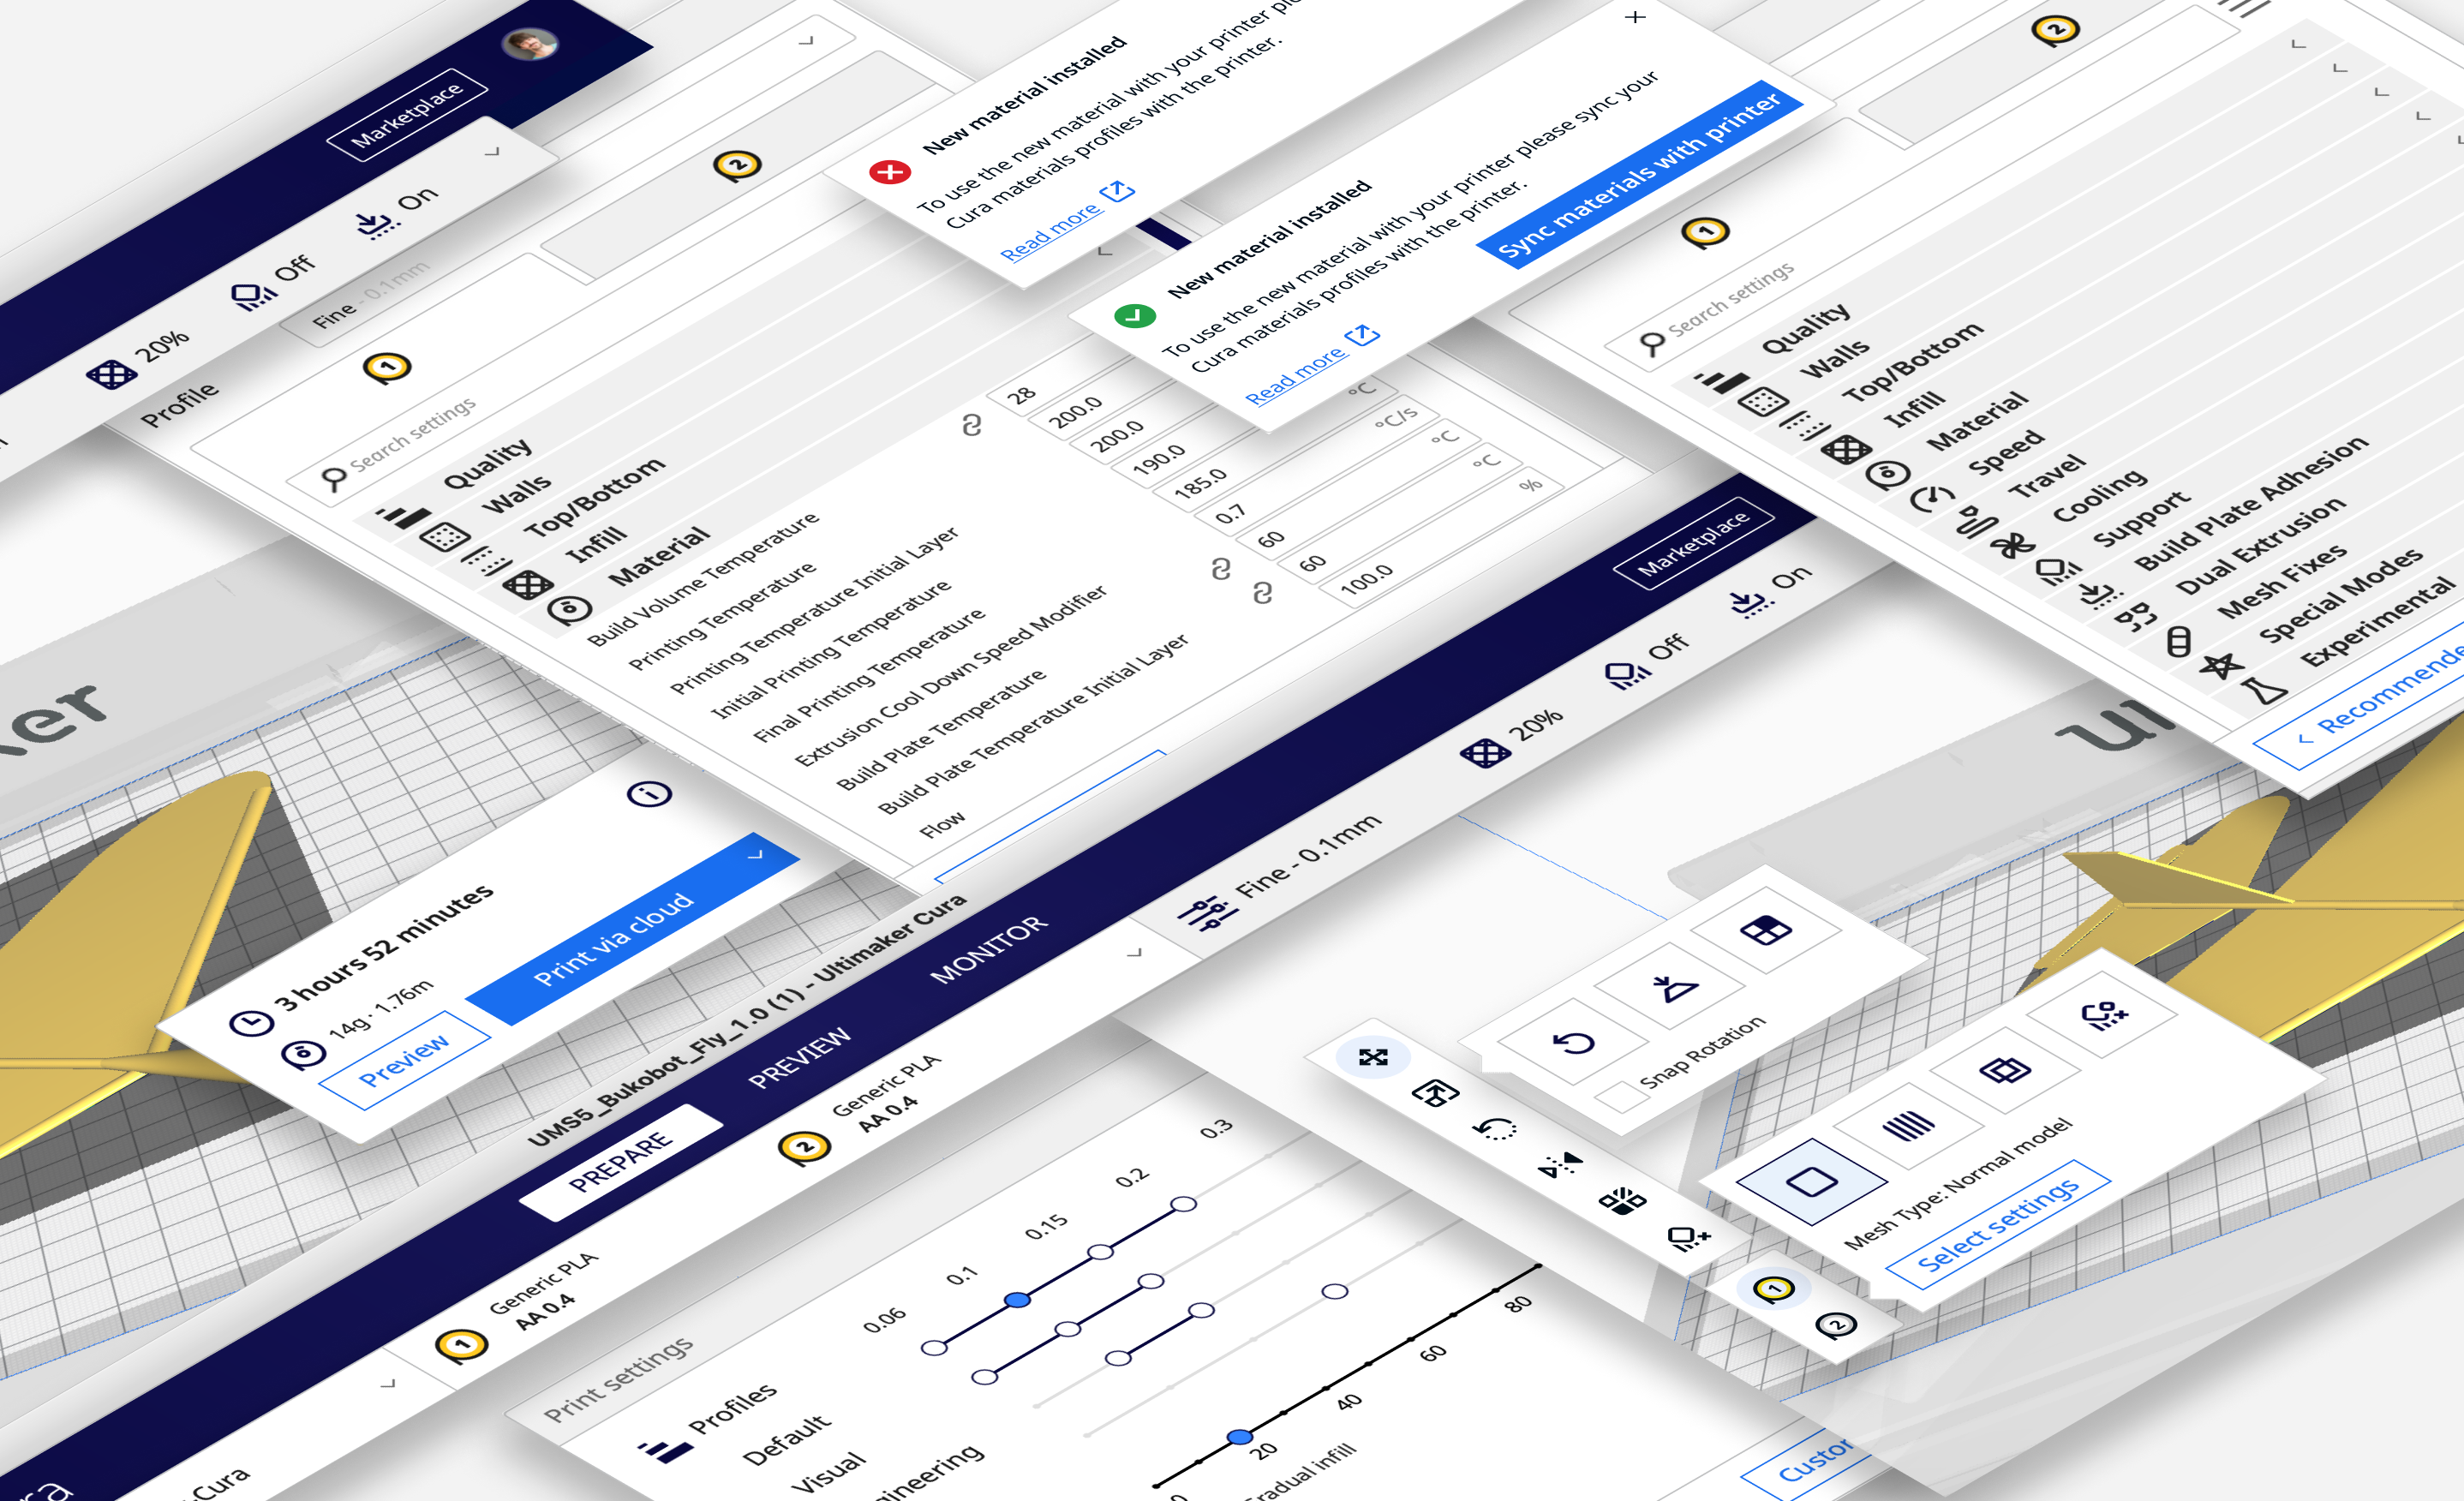 Marketplace
20%
Off
On
Profile
Fine - 0.1mm
1
2
Search settings
Quality
Walls
Top/Bottom
Infill
Material
Build Volume Temperature
28
Printing Temperature
200.0
Printing Temperature Initial Layer
200.0
Initial Printing Temperature
190.0
°C
Final Printing Temperature
185.0
°C/s
Extrusion Cool Down Speed Modifier
0.7
°C
Build Plate Temperature
60
°C
Build Plate Temperature Initial Layer
60
%
Flow
100.0
New material installed
To use the new material with your printer
Cura materials profiles with the printer.
Read more
New material installed
To use the new material with your printer please sync your
Cura materials profiles with the printer.
Read more
Sync materials with printer
1
2
Search settings
Quality
Walls
Top/Bottom
Infill
Material
Speed
Travel
Cooling
Support
Build Plate Adhesion
Dual Extrusion
Mesh Fixes
Special Modes
Experimental
Recommende
ker
3 hours 52 minutes
14g · 1.76m
Preview
Print via cloud
UMS5_Bukobot_Fly_1.0 (1) - Ultimaker Cura
PREPARE
PREVIEW
MONITOR
Marketplace
1
Generic PLA
AA 0.4
2
Generic PLA
AA 0.4
Fine - 0.1mm
20%
Off
On
Print settings
Profiles
0.06
0.1
0.15
0.2
0.3
Default
Visual
gineering
0
20
40
60
80
radual infill
Custor
Snap Rotation
Mesh Type: Normal model
Select settings
1
2
Cura